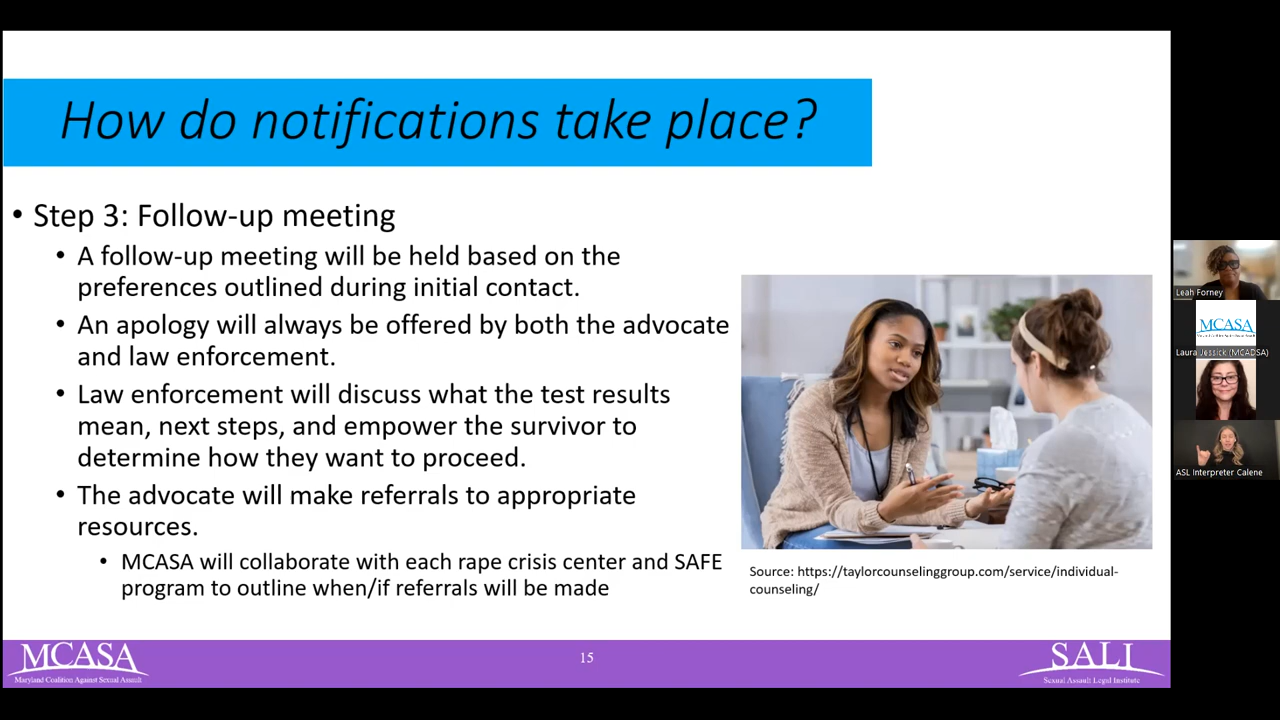 How do notifications take place?
• Step 3: Follow-up meeting
• A follow-up meeting will be held based on the
preferences outlined during initial contact.
• An apology will always be offered by both the advocate
and law enforcement.
• Law enforcement will discuss what the test results
mean, next steps, and empower the survivor to
determine how they want to proceed.
• The advocate will make referrals to appropriate
resources.
• MCASA will collaborate with each rape crisis center and SAFE
program to outline when/if referrals will be made
Source: https://taylorcounselinggroup.com/service/individual-
counseling/
MCASA
Maryland Coalition Against Sexual Assault
15
SALI
Sexual Assault Legal Institute
Leah Forney
MCASA
Laura Jessick (MCADSA)
ASL Interpreter Calene